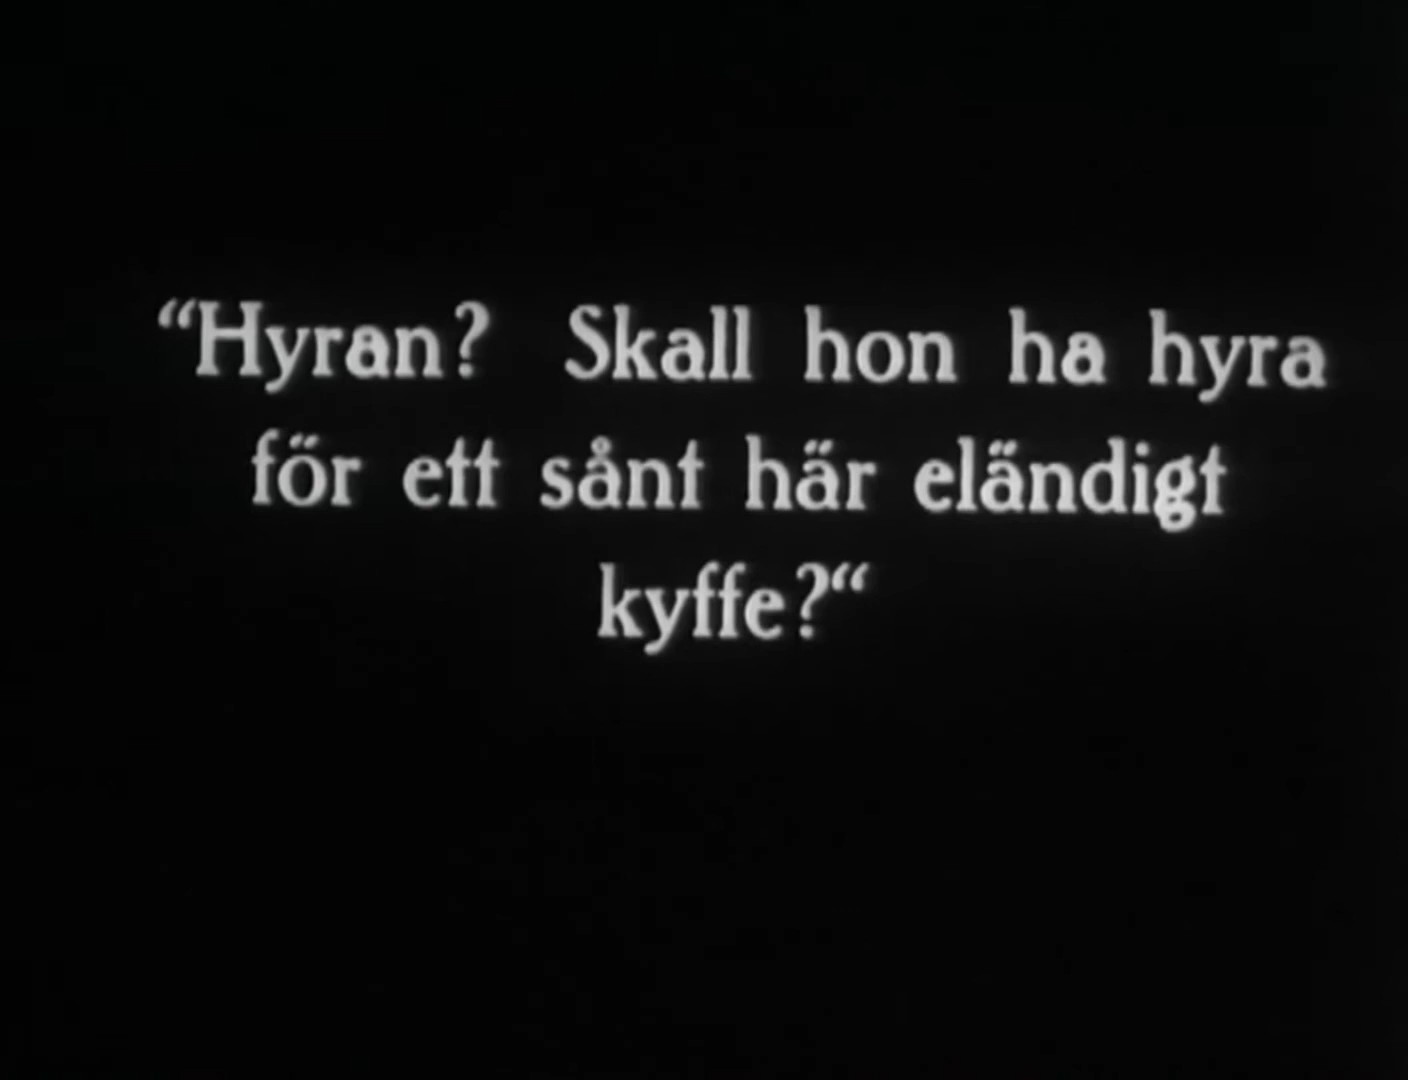 “Hyran? Skall hon ha hyra
för ett sånt här eländigt
kyffe?“